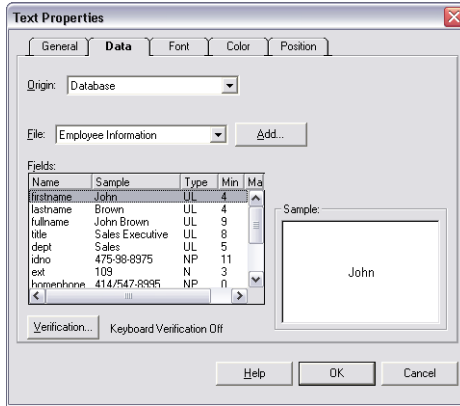 Text Properties
General Data Font Color Position
Origin: Database
File: Employee Information Add...
Fields:
Name Sample Type Min Ma
firstname John UL 4
lastname Brown UL 4
fullname John Brown UL 9
title Sales Executive UL 8
dept Sales UL 5
idno 475-98-8975 NP 11
ext 109 N 3
homephone 414/547-8995 NP 0
Sample:
John
Verification... Keyboard Verification Off
Help OK Cancel